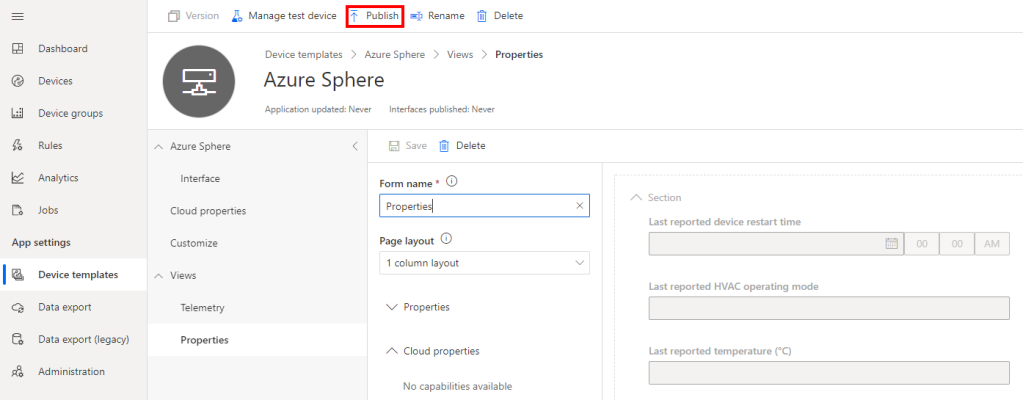 Version Manage test device Publish Rename Delete
Dashboard
Devices
Device groups
Rules
Analytics
Jobs
App settings
Device templates
Data export
Data export (legacy)
Administration
Device templates > Azure Sphere > Views > Properties
Azure Sphere
Application updated: Never Interfaces published: Never
Azure Sphere
Interface
Cloud properties
Customize
Views
Telemetry
Properties
Save Delete
Form name *
Properties
Page layout
1 column layout
Properties
Cloud properties
No capabilities available
Section
Last reported device restart time
00 00 AM
Last reported HVAC operating mode
Last reported temperature (°C)